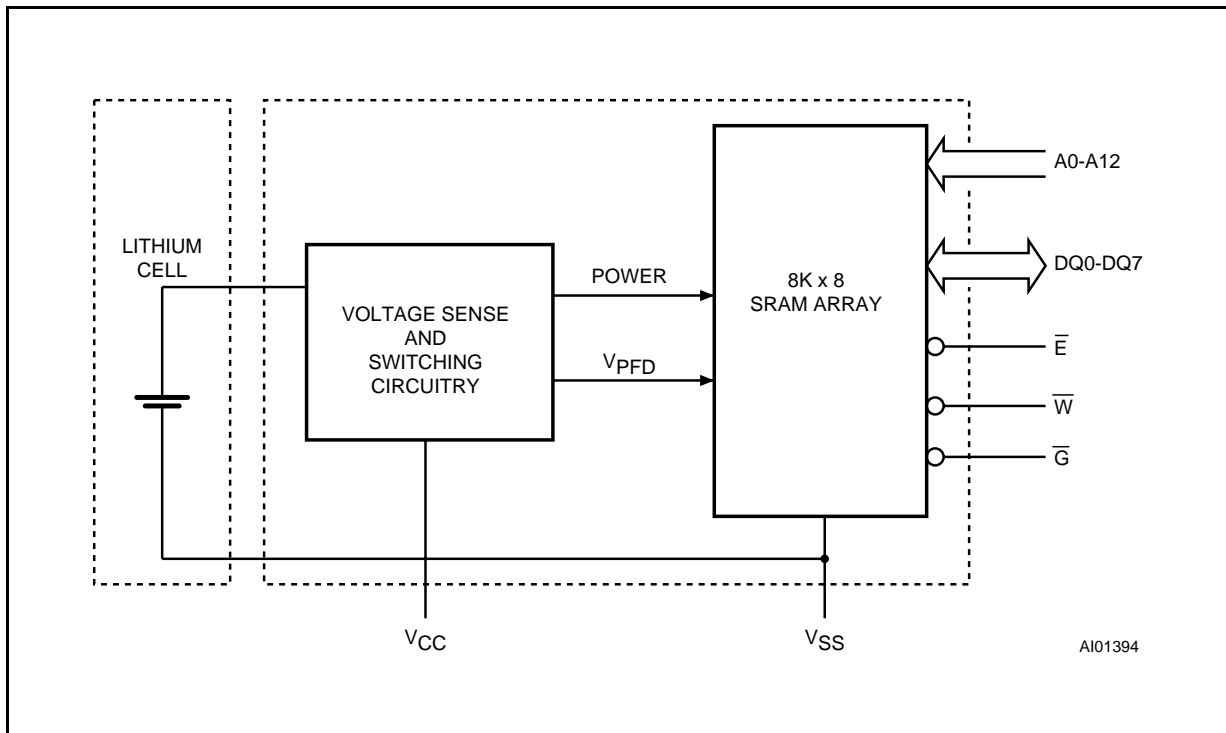 LITHIUM
CELL
VOLTAGE SENSE
AND
SWITCHING
CIRCUITRY
POWER
VPFD
8K x 8
SRAM ARRAY
A0-A12
DQ0-DQ7
E̅
W̅
G̅
VCC
VSS
AI01394